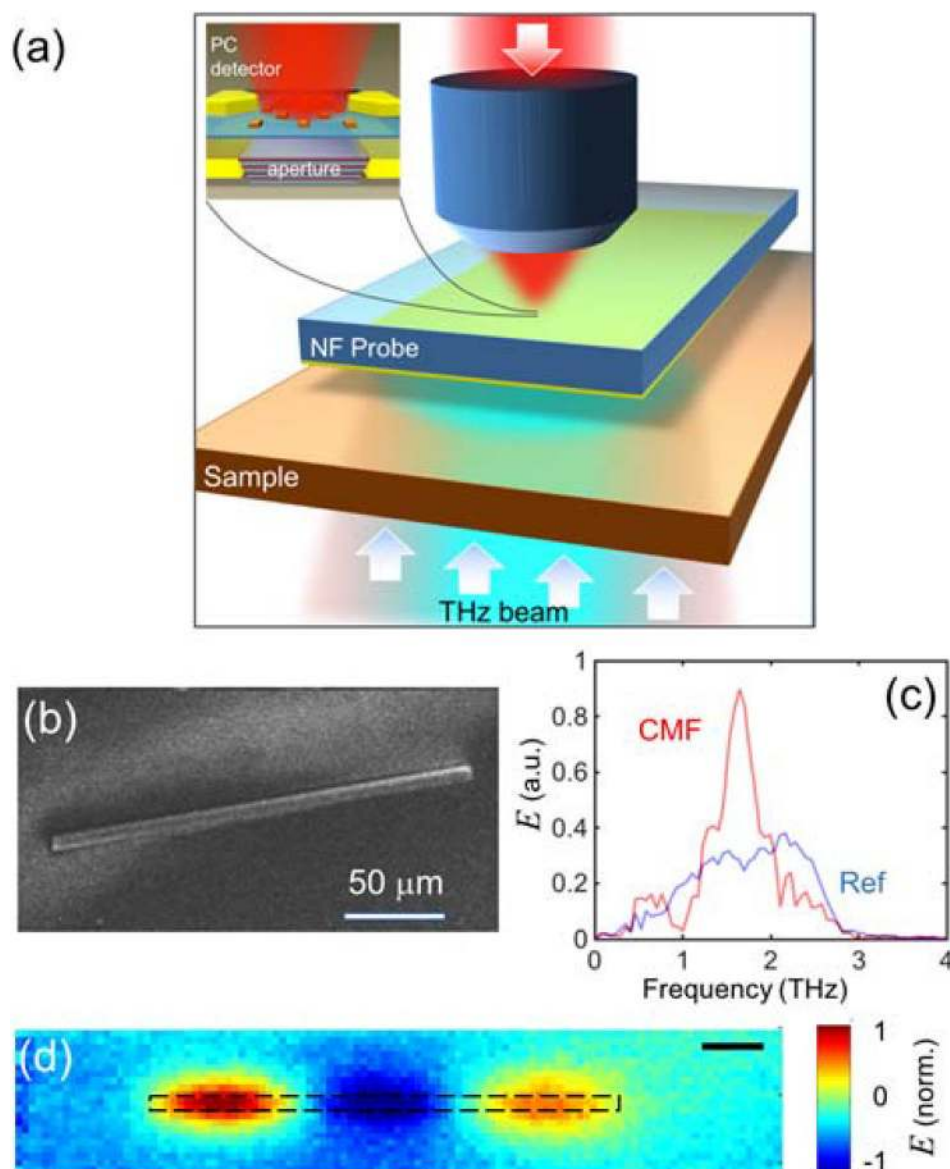 (a)
PC
detector
aperture
NF Probe
Sample
THz beam
(b)
50 μm
(c)
1
0.8
0.6
0.4
0.2
0
E (a.u.)
CMF
Ref
0 1 2 3 4
Frequency (THz)
(d)
1
0
-1
E (norm.)